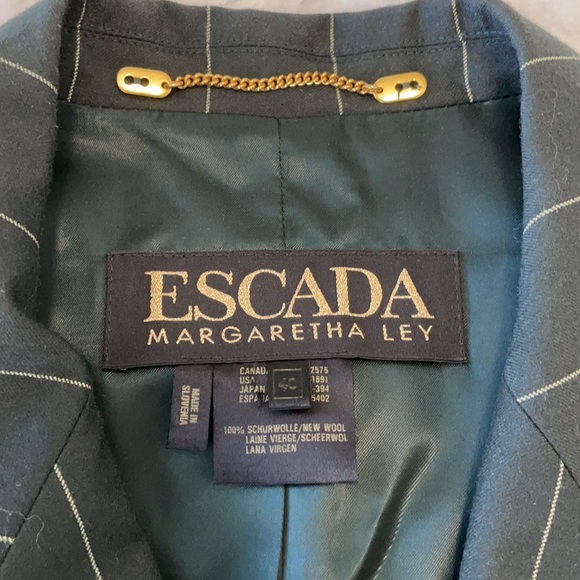 ESCADA
MARGARETHA LEY
MADE IN
SLOVENIA
CANADA 2575
USA 1891
JAPAN -394
ESPAÑA 5402
40
100% SCHURWOLLE/NEW WOOL
LAINE VIERGE/SCHEERWOL
LANA VIRGEN